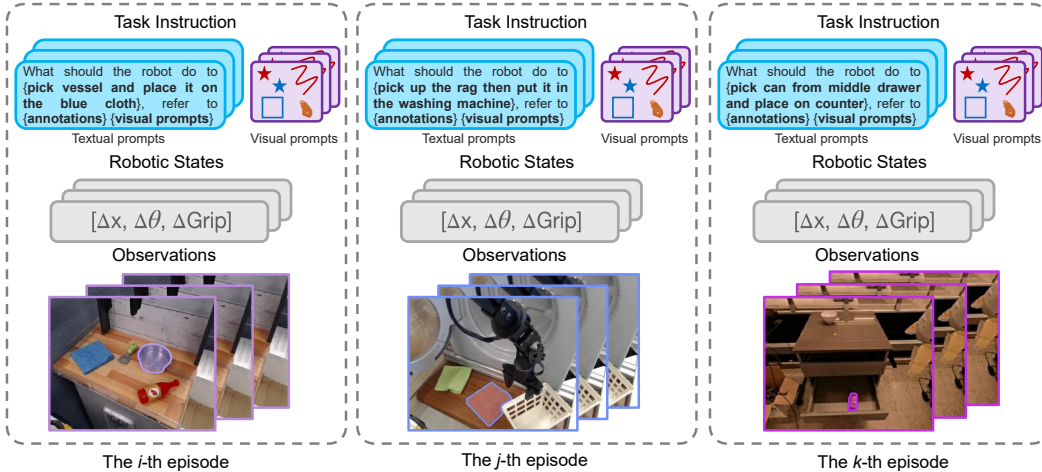 Task Instruction
What should the robot do to
{pick vessel and place it on
the blue cloth}, refer to
{annotations} {visual prompts}
Textual prompts
Visual prompts
Robotic States
[Δx, Δθ, ΔGrip]
Observations
The i-th episode
Task Instruction
What should the robot do to
{pick up the rag then put it in
the washing machine}, refer to
{annotations} {visual prompts}
Textual prompts
Visual prompts
Robotic States
[Δx, Δθ, ΔGrip]
Observations
The j-th episode
Task Instruction
What should the robot do to
{pick can from middle drawer
and place on counter}, refer to
{annotations} {visual prompts}
Textual prompts
Visual prompts
Robotic States
[Δx, Δθ, ΔGrip]
Observations
The k-th episode